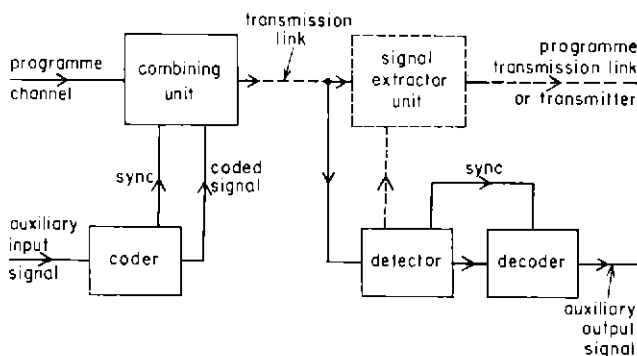 programme
channel
combining
unit
transmission
link
signal
extractor
unit
programme
transmission link
or transmitter
sync
coded
signal
sync
auxiliary
input
signal
coder
detector
decoder
auxiliary
output
signal